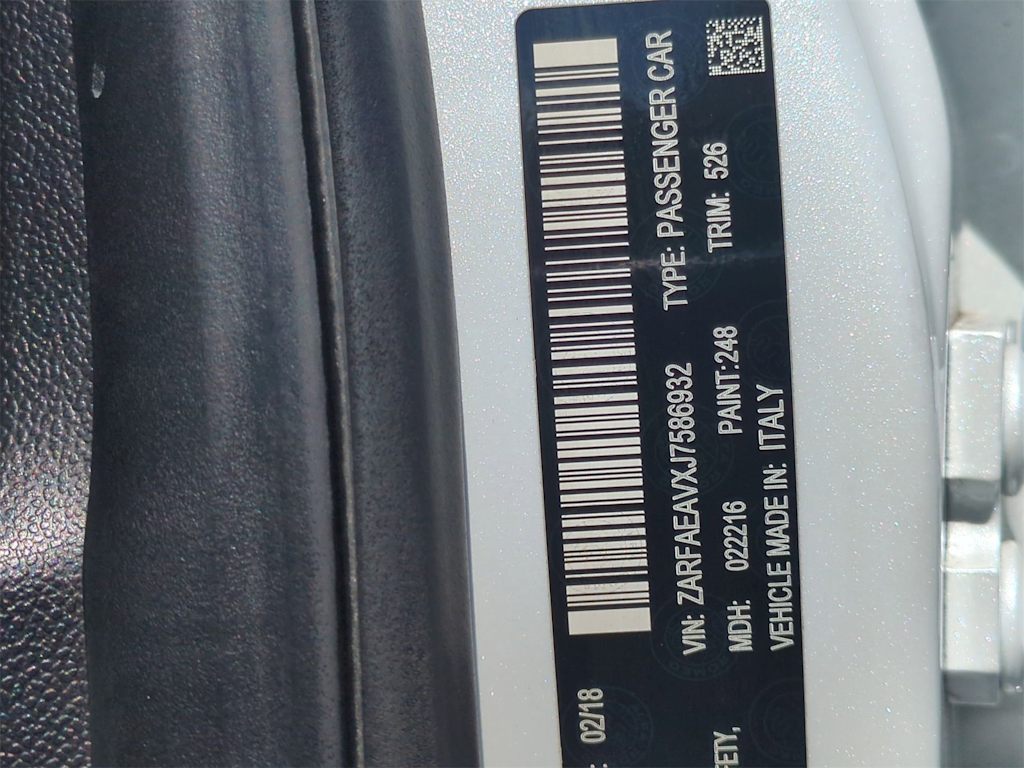 : 02/18
FETY,
TYPE: PASSENGER CAR
VIN: ZARFAEAVXJ7586932
MDH: 022216 PAINT:248 TRIM: 526
VEHICLE MADE IN: ITALY